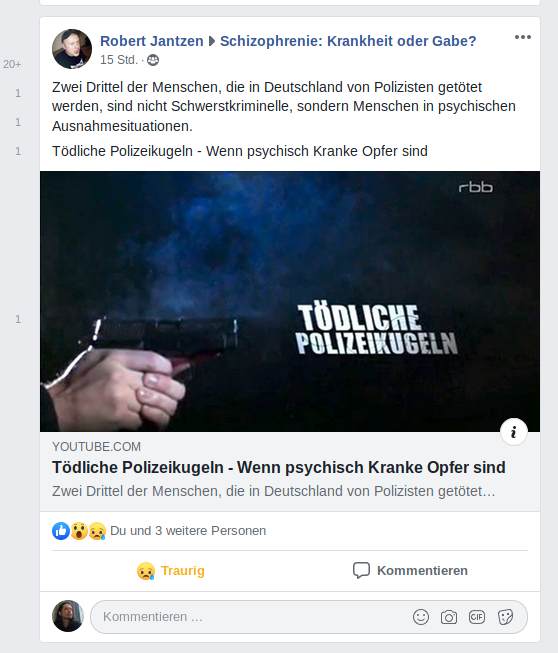 Robert Jantzen Schizophrenie: Krankheit oder Gabe?
15 Std. ·
20+
1
1
1
1
Zwei Drittel der Menschen, die in Deutschland von Polizisten getötet
werden, sind nicht Schwerstkriminelle, sondern Menschen in psychischen
Ausnahmesituationen.
Tödliche Polizeikugeln - Wenn psychisch Kranke Opfer sind
rbb
TÖDLICHE
POLIZEIKUGELN
i
YOUTUBE.COM
Tödliche Polizeikugeln - Wenn psychisch Kranke Opfer sind
Zwei Drittel der Menschen, die in Deutschland von Polizisten getötet…
Du und 3 weitere Personen
Traurig Kommentieren
Kommentieren ...
GIF